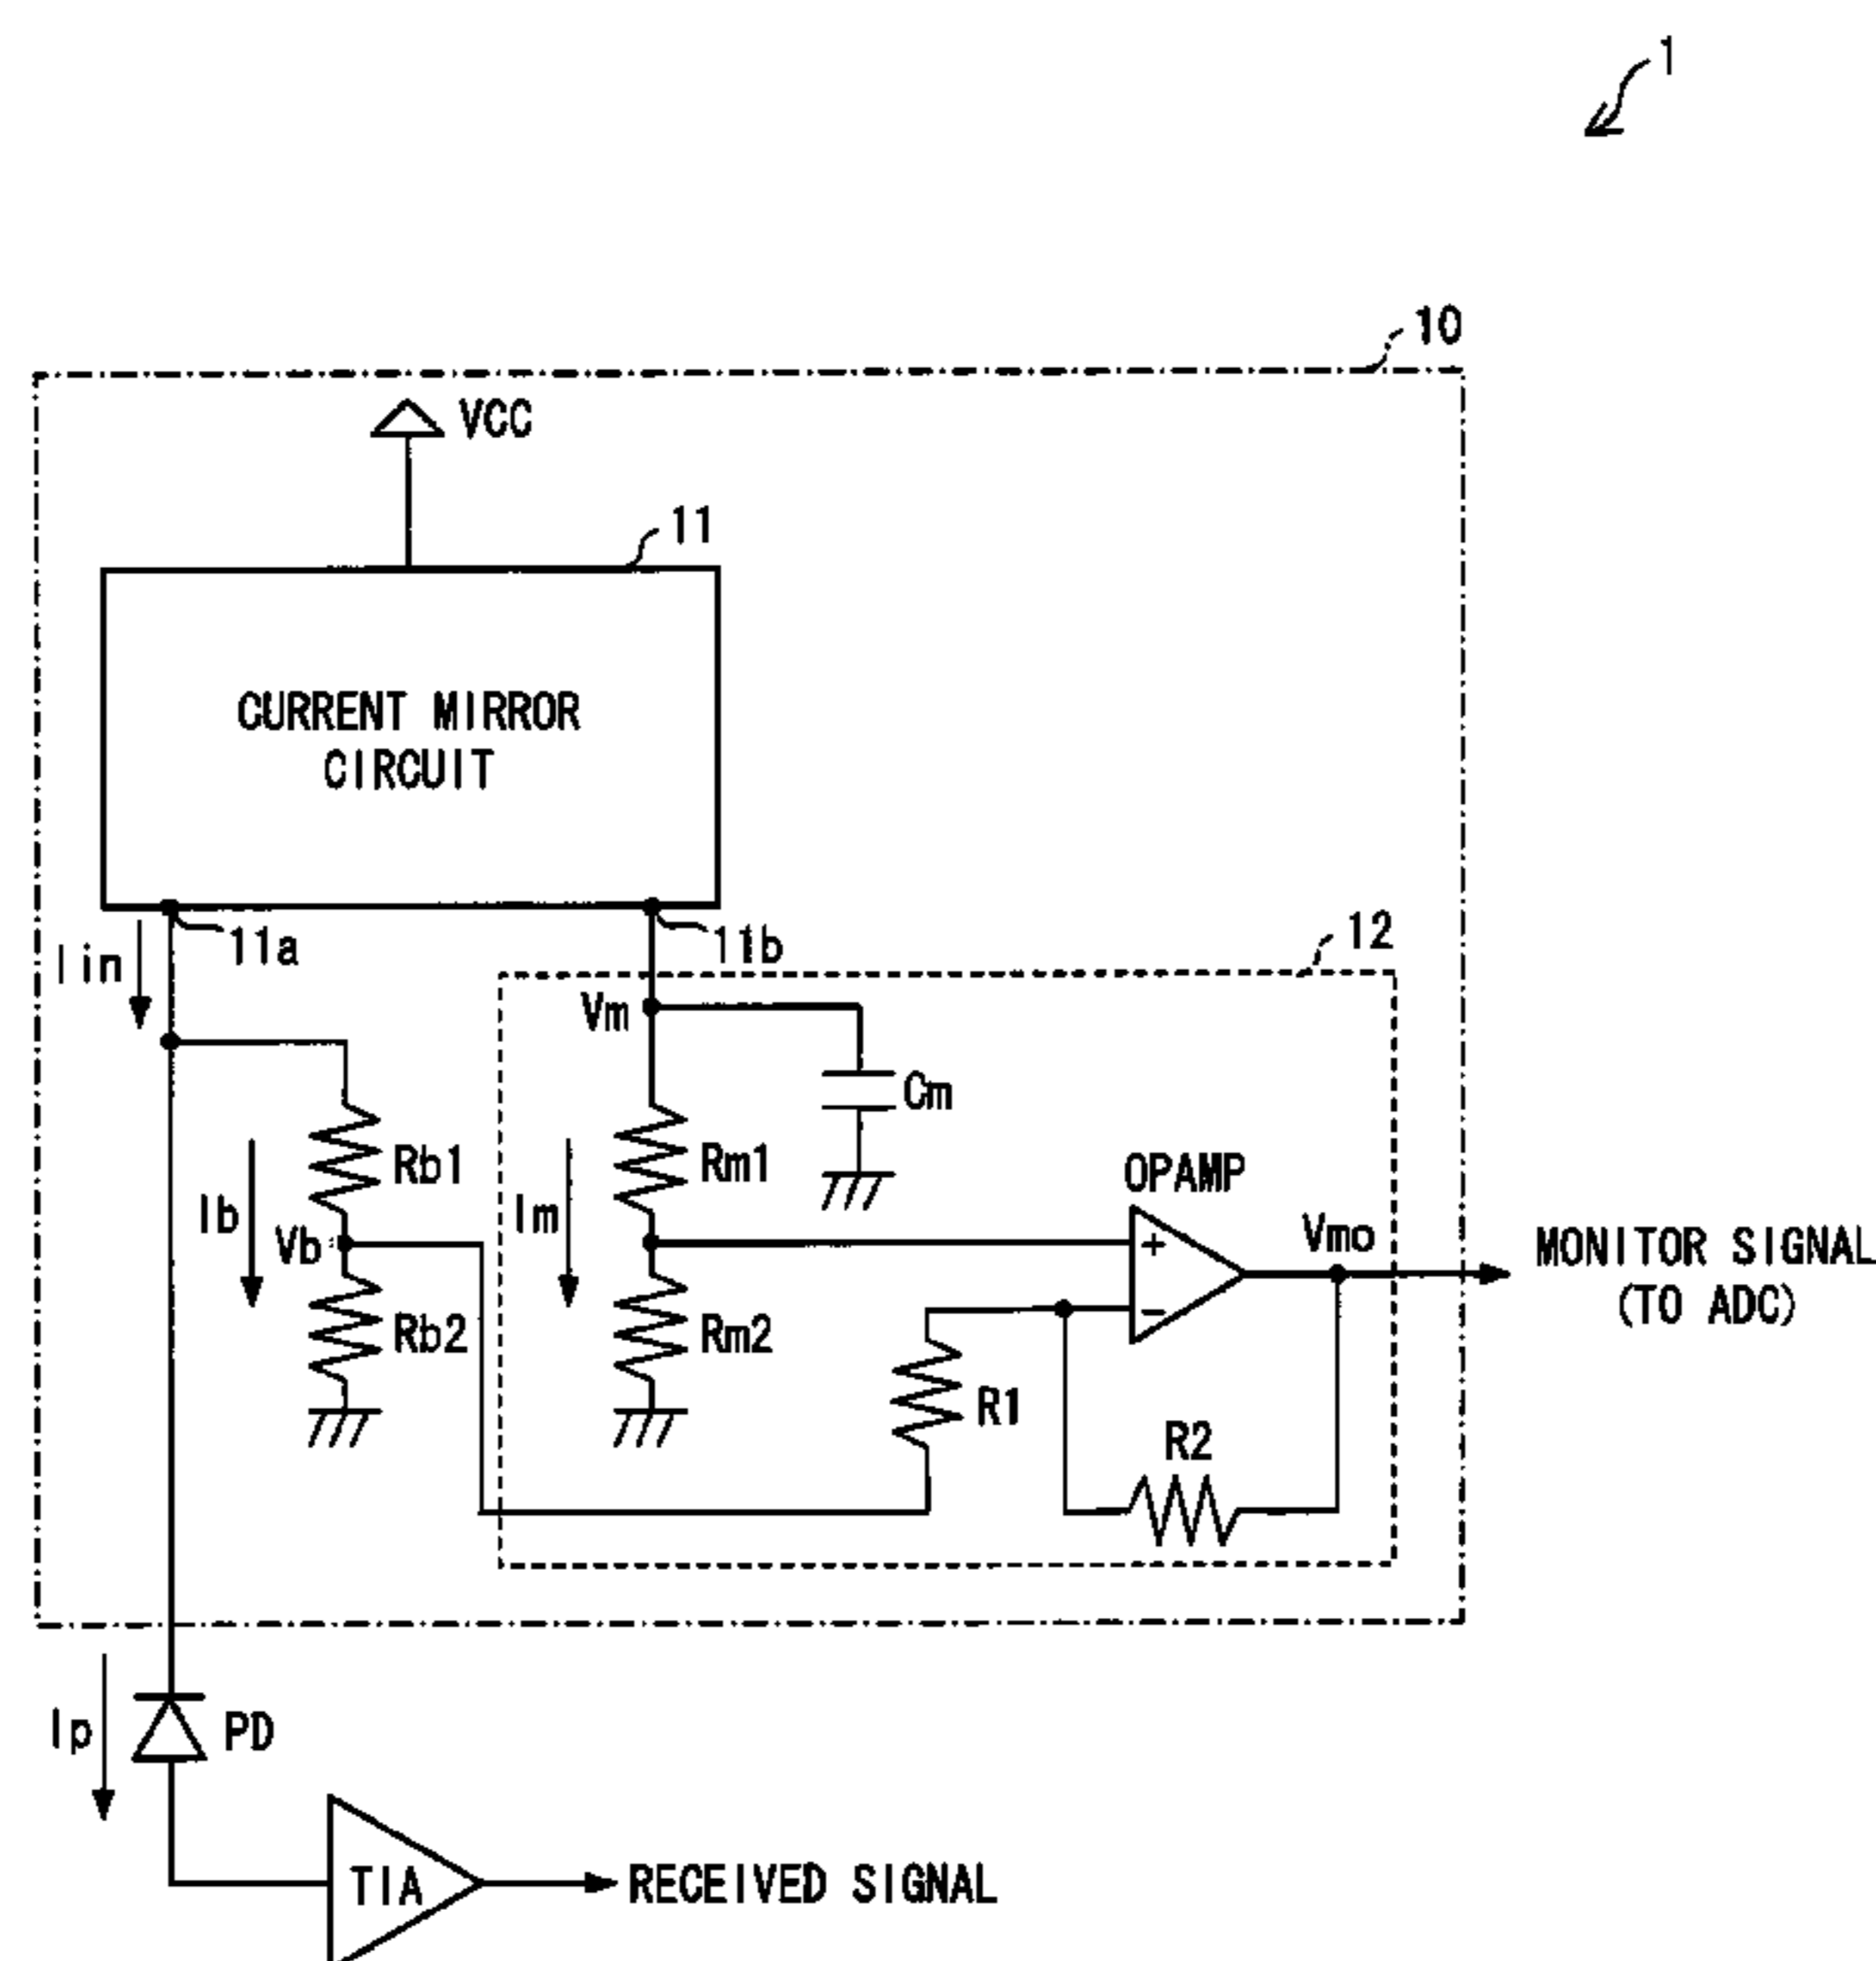 1
10
VCC
11
CURRENT MIRROR
CIRCUIT
11a
11b
12
Iin
Vm
Cm
Rb1
Rm1
OPAMP
Ib
Vb
Im
Vmo
+
−
MONITOR SIGNAL
(TO ADC)
Rb2
Rm2
R1
R2
Ip
PD
TIA
RECEIVED SIGNAL